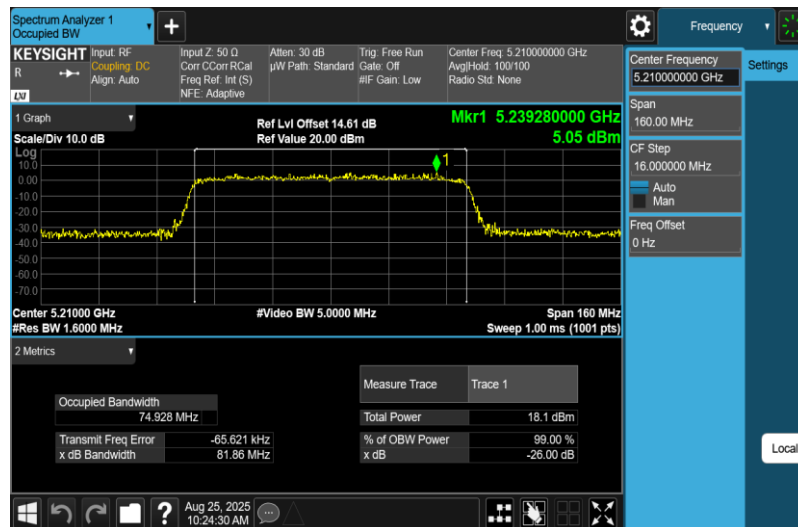 Spectrum Analyzer 1
Occupied BW
+
Frequency
KEYSIGHT
R
LXI
Input: RF
Coupling: DC
Align: Auto
Input Z: 50 Ω
Corr CCorr RCal
Freq Ref: Int (S)
NFE: Adaptive
Atten: 30 dB
µW Path: Standard
Trig: Free Run
Gate: Off
#IF Gain: Low
Center Freq: 5.210000000 GHz
Avg|Hold: 100/100
Radio Std: None
Center Frequency
5.210000000 GHz
Settings
Span
160.00 MHz
CF Step
16.000000 MHz
Auto
Man
Freq Offset
0 Hz
Local
1 Graph
Scale/Div 10.0 dB
Ref Lvl Offset 14.61 dB
Ref Value 20.00 dBm
Mkr1 5.239280000 GHz
5.05 dBm
Log
10.0
0.00
-10.0
-20.0
-30.0
-40.0
-50.0
-60.0
-70.0
1
Center 5.21000 GHz
#Res BW 1.6000 MHz
#Video BW 5.0000 MHz
Span 160 MHz
Sweep 1.00 ms (1001 pts)
2 Metrics
Measure Trace Trace 1
Occupied Bandwidth
74.928 MHz
Total Power 18.1 dBm
Transmit Freq Error -65.621 kHz
% of OBW Power 99.00 %
x dB Bandwidth 81.86 MHz
x dB -26.00 dB
?
Aug 25, 2025
10:24:30 AM